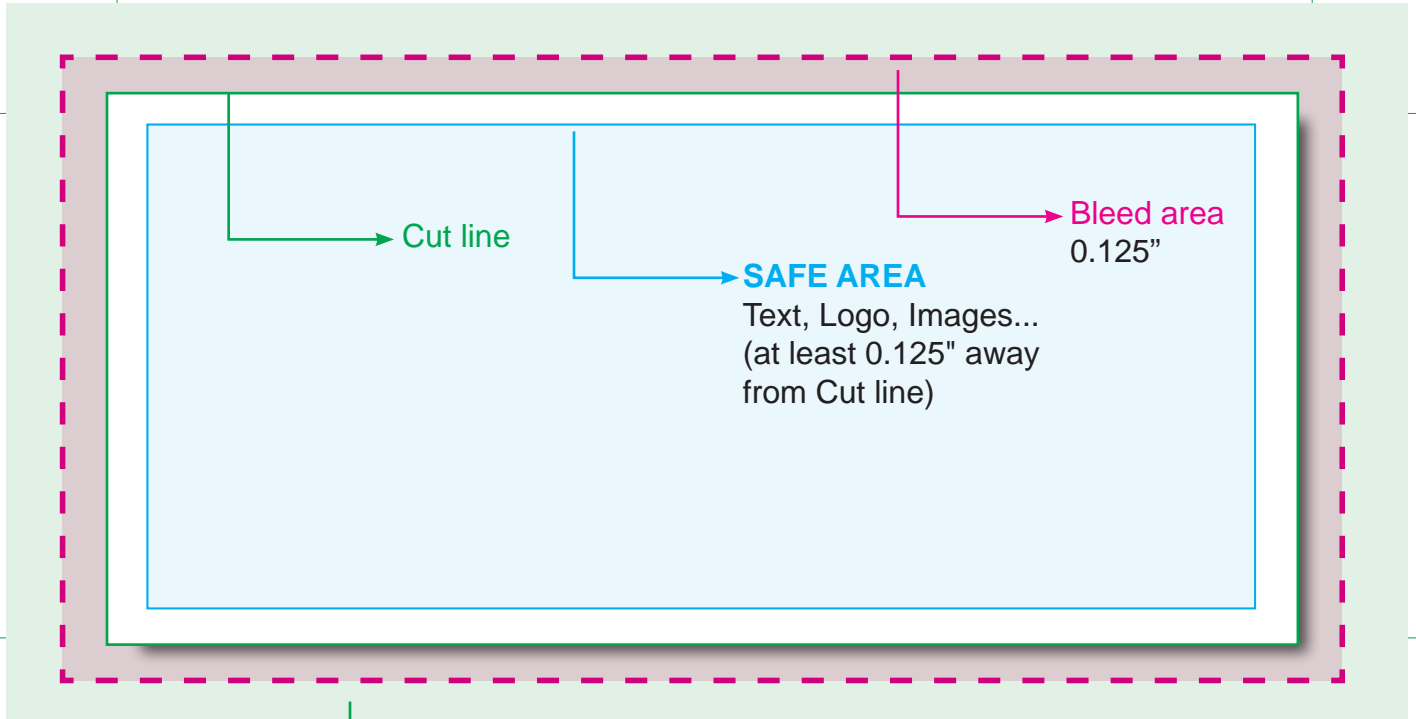 Cut line
Bleed area
0.125”
SAFE AREA
Text, Logo, Images...
(at least 0.125" away
from Cut line)